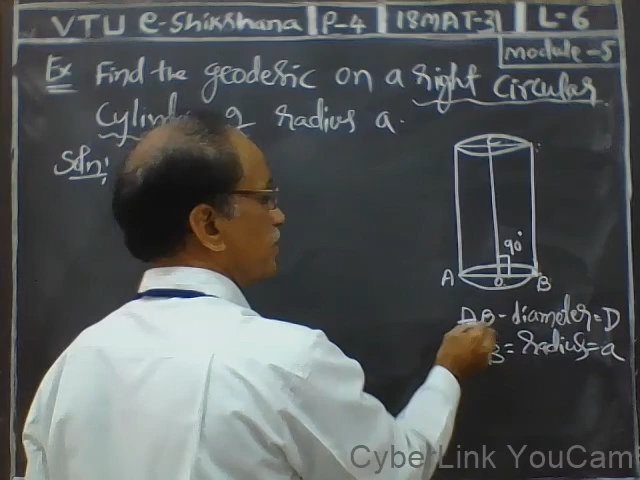 VTU e-Shikshana | P-4 | 18MAT-31 | L-6
module-5
Ex Find the geodesic on a right Circular
radius a.
Soln:
90°
A O B
AB-diameter=D
B=radius=a
CyberLink YouCam